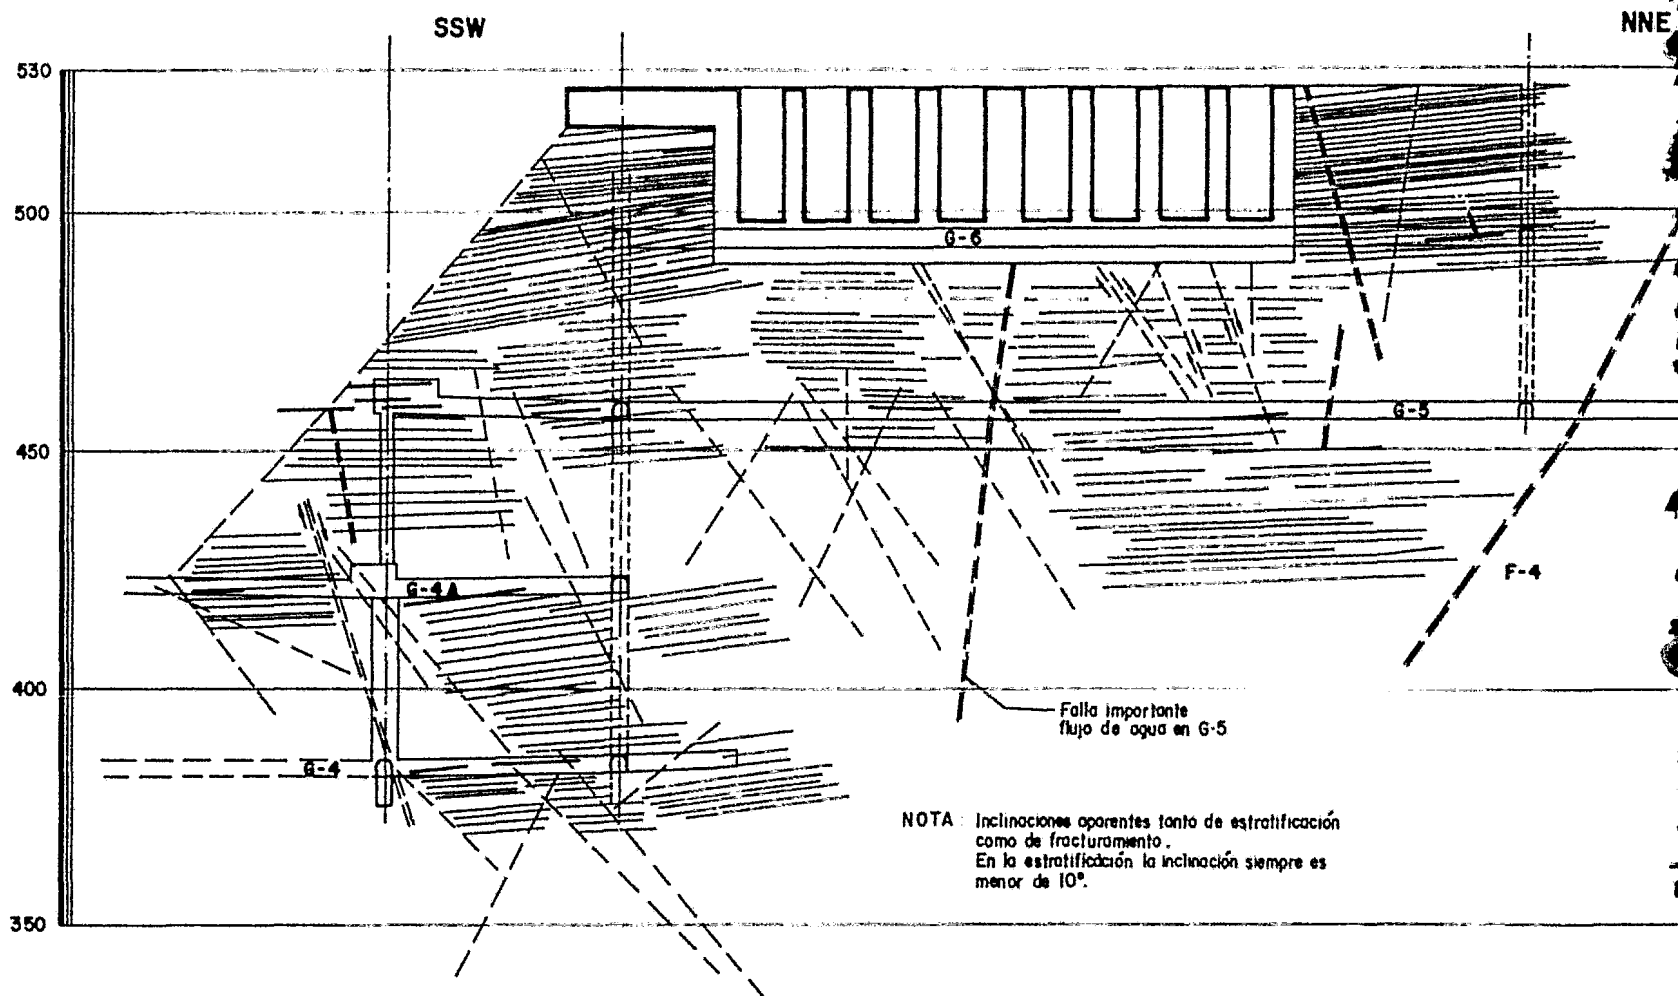 SSW
NNE
530
500
G-6
G-5
450
G-4A
F-4
400
Falla importante
flujo de agua en G-5
G-4
NOTA: Inclinaciones aparentes tanto de estratificación
como de fracturamiento.
En la estratificación la inclinación siempre es
menor de 10°.
350